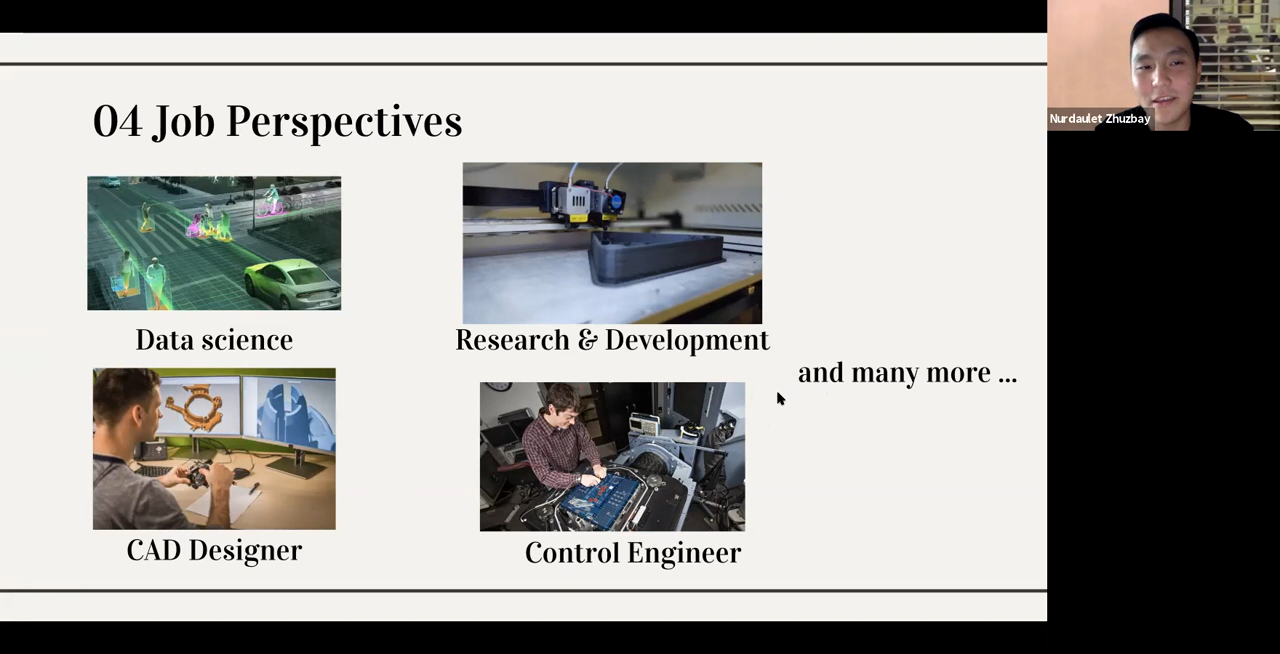 04 Job Perspectives
Nurdaulet Zhuzbay
Data science
Research & Development
and many more ...
CAD Designer
Control Engineer